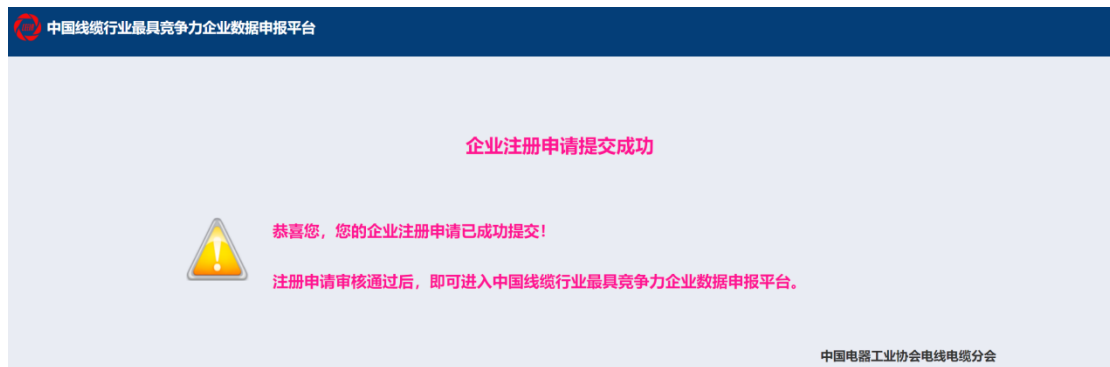 中国线缆行业最具竞争力企业数据申报平台
企业注册申请提交成功
恭喜您，您的企业注册申请已成功提交！
注册申请审核通过后，即可进入中国线缆行业最具竞争力企业数据申报平台。
中国电器工业协会电线电缆分会